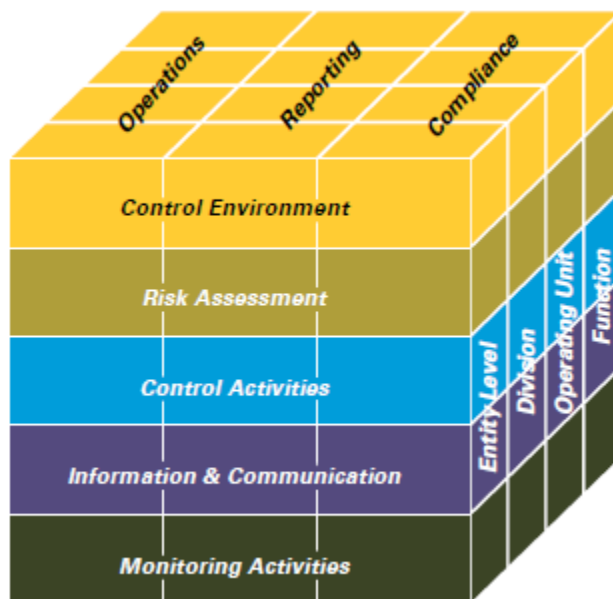 Operations
Reporting
Compliance
Control Environment
Risk Assessment
Control Activities
Information & Communication
Monitoring Activities
Entity Level
Division
Operating Unit
Function